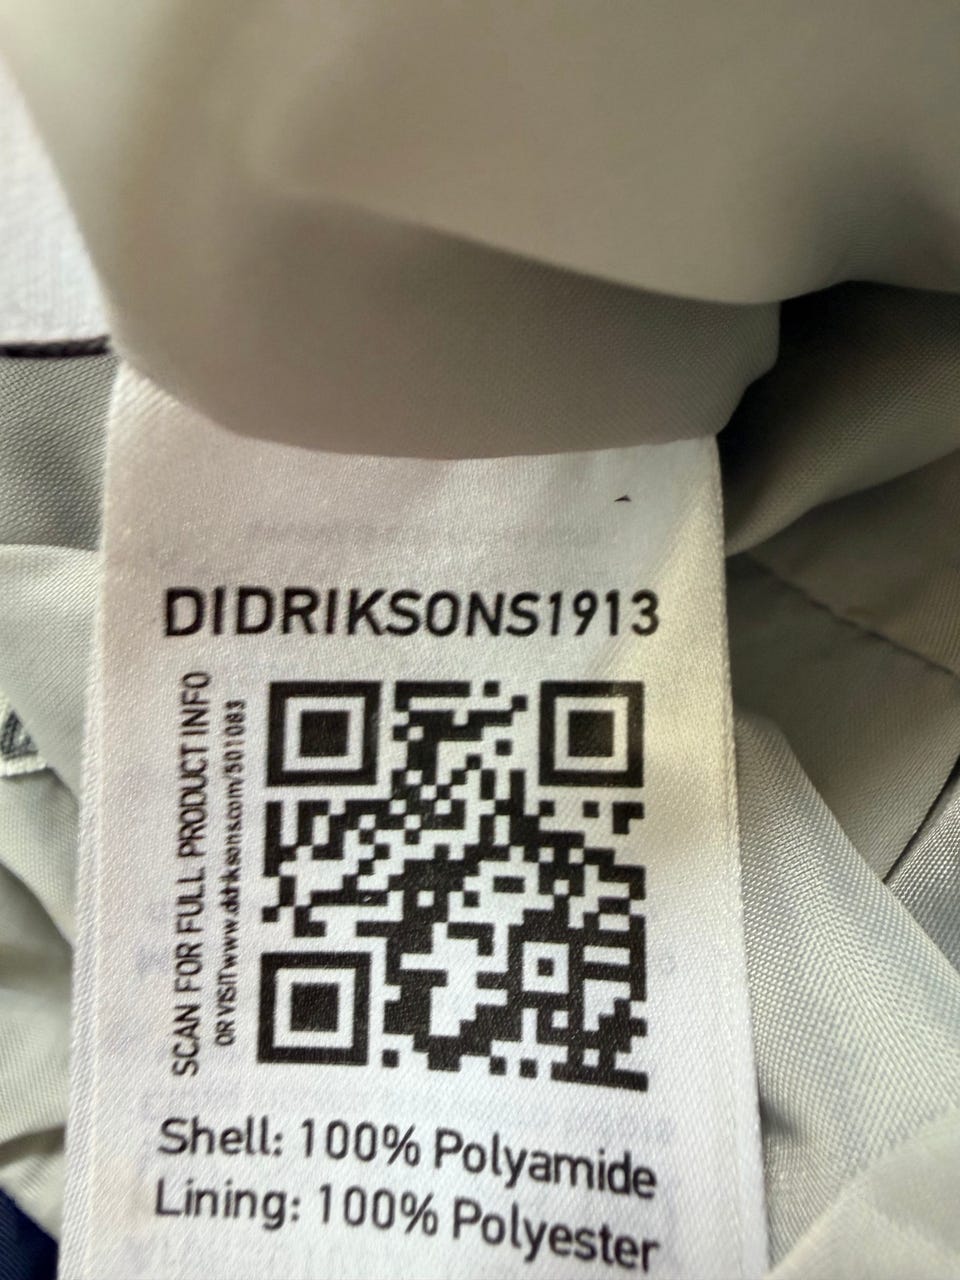 DIDRIKSONS1913
SCAN FOR FULL PRODUCT INFO
OR VISIT www.didriksons.com/501083
Shell: 100% Polyamide
Lining: 100% Polyester